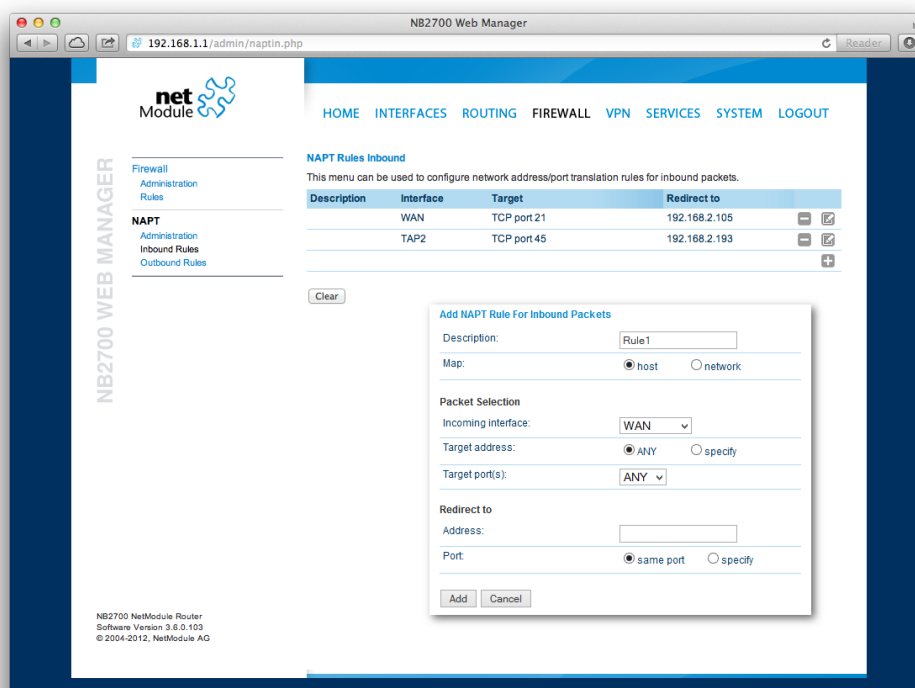 NB2700 Web Manager
192.168.1.1/admin/naptin.php
Reader
net
Module
HOME INTERFACES ROUTING FIREWALL VPN SERVICES SYSTEM LOGOUT
NB2700 WEB MANAGER
Firewall
Administration
Rules
NAPT
Administration
Inbound Rules
Outbound Rules
NAPT Rules Inbound
This menu can be used to configure network address/port translation rules for inbound packets.
Description Interface Target Redirect to
WAN TCP port 21 192.168.2.105
TAP2 TCP port 45 192.168.2.193
Clear
Add NAPT Rule For Inbound Packets
Description: Rule1
Map: host network
Packet Selection
Incoming interface: WAN
Target address: ANY specify
Target port(s): ANY
Redirect to
Address:
Port: same port specify
Add Cancel
NB2700 NetModule Router
Software Version 3.6.0.103
© 2004-2012, NetModule AG